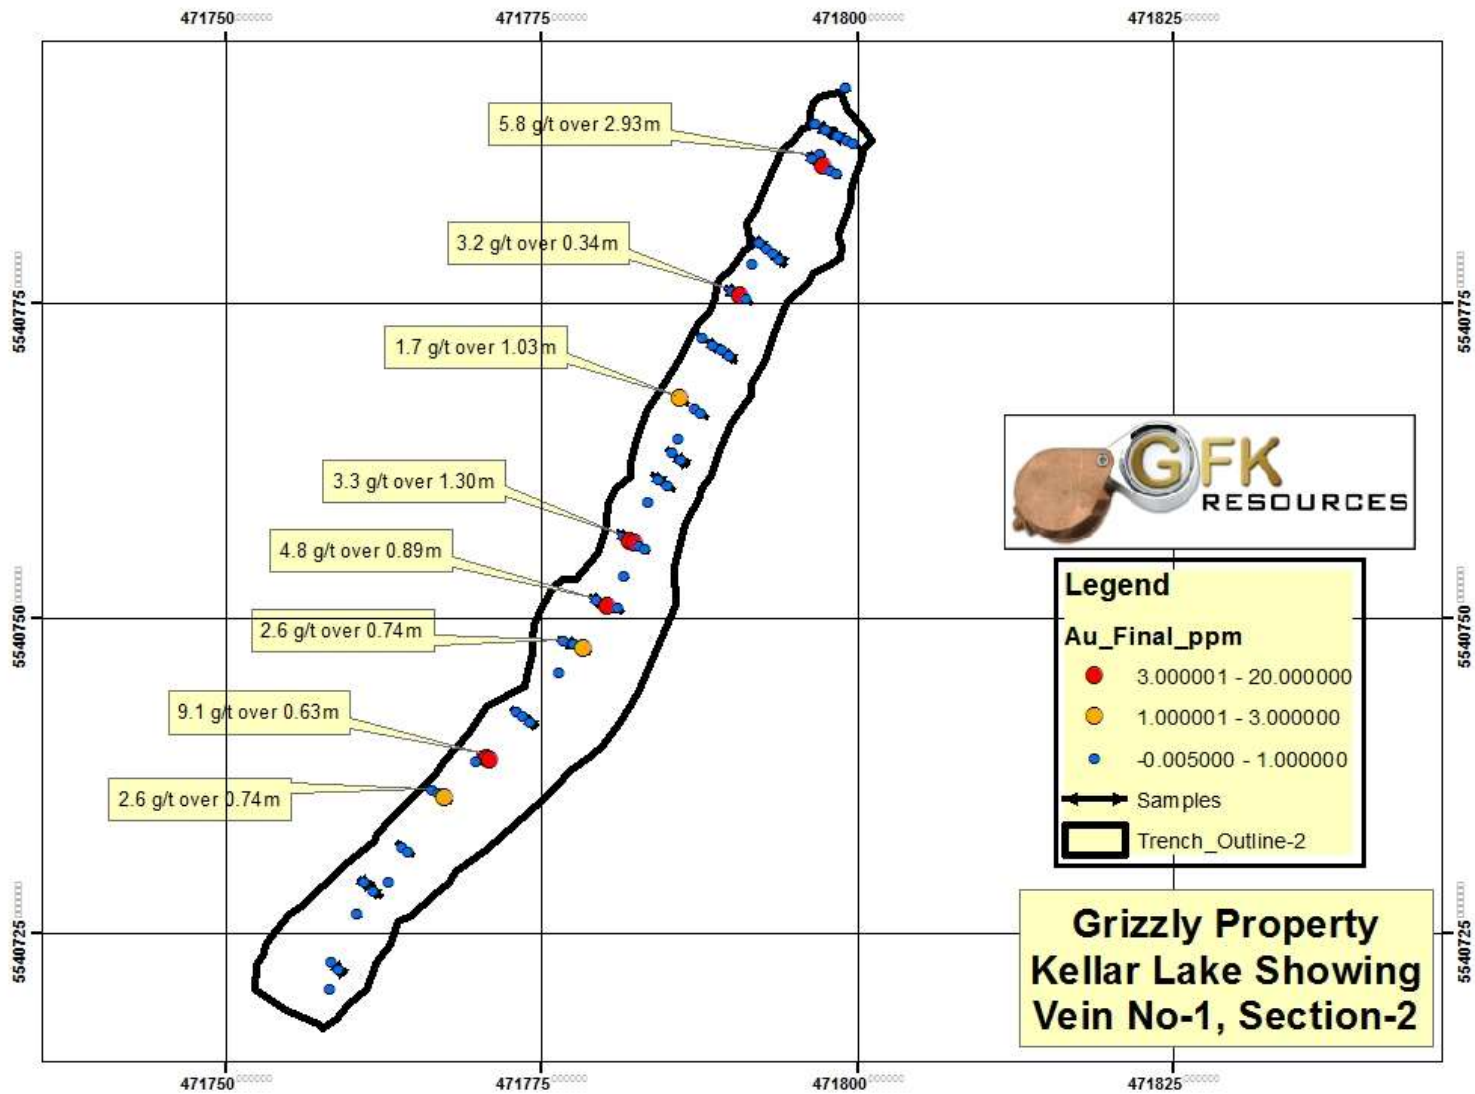 471750
471775
471800
471825
5.8 g/t over 2.93m
3.2 g/t over 0.34m
5540775
5540775
1.7 g/t over 1.03m
GFK
RESOURCES
3.3 g/t over 1.30m
4.8 g/t over 0.89m
2.6 g/t over 0.74m
5540750
5540750
9.1 g/t over 0.63m
2.6 g/t over 0.74m
Legend
Au_Final_ppm
3.000001 - 20.000000
1.000001 - 3.000000
-0.005000 - 1.000000
Samples
Trench_Outline-2
5540725
5540725
Grizzly Property
Kellar Lake Showing
Vein No-1, Section-2
471750
471775
471800
471825